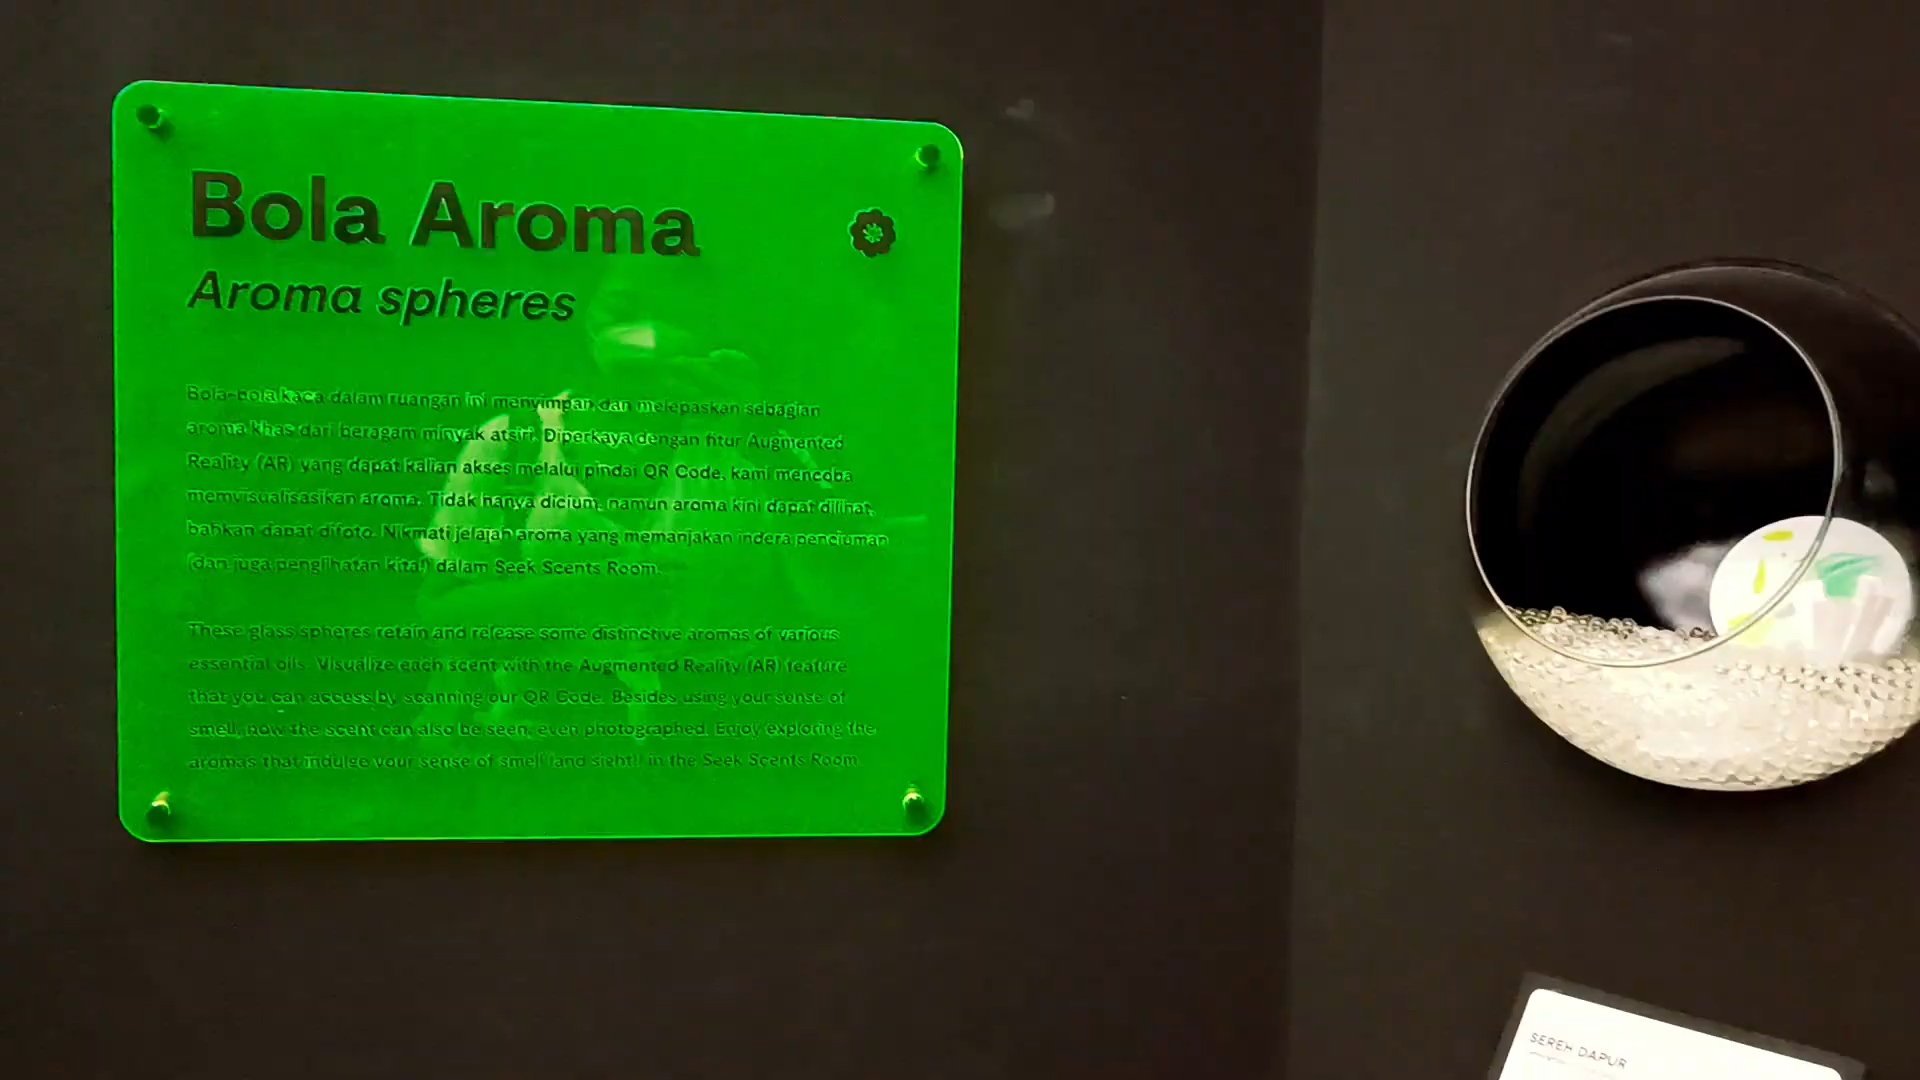 Bola Aroma
Aroma spheres
Bola-bola kaca dalam ruangan ini menyimpan dan melepaskan sebagian
aroma khas dari beragam minyak atsiri. Diperkaya dengan fitur Augmented
Reality (AR) yang dapat kalian akses melalui pindai QR Code, kami mencoba
memvisualisasikan aroma. Tidak hanya dicium, namun aroma kini dapat dilihat,
bahkan dapat difoto. Nikmati jelajah aroma yang memanjakan indera penciuman
(dan juga penglihatan kita!) dalam Seek Scents Room.
These glass spheres retain and release some distinctive aromas of various
essential oils. Visualize each scent with the Augmented Reality (AR) feature
that you can access by scanning our QR Code. Besides using your sense of
smell, now the scent can also be seen, even photographed. Enjoy exploring the
aromas that indulge your sense of smell (and sight!) in the Seek Scents Room.
SEREH DAPUR